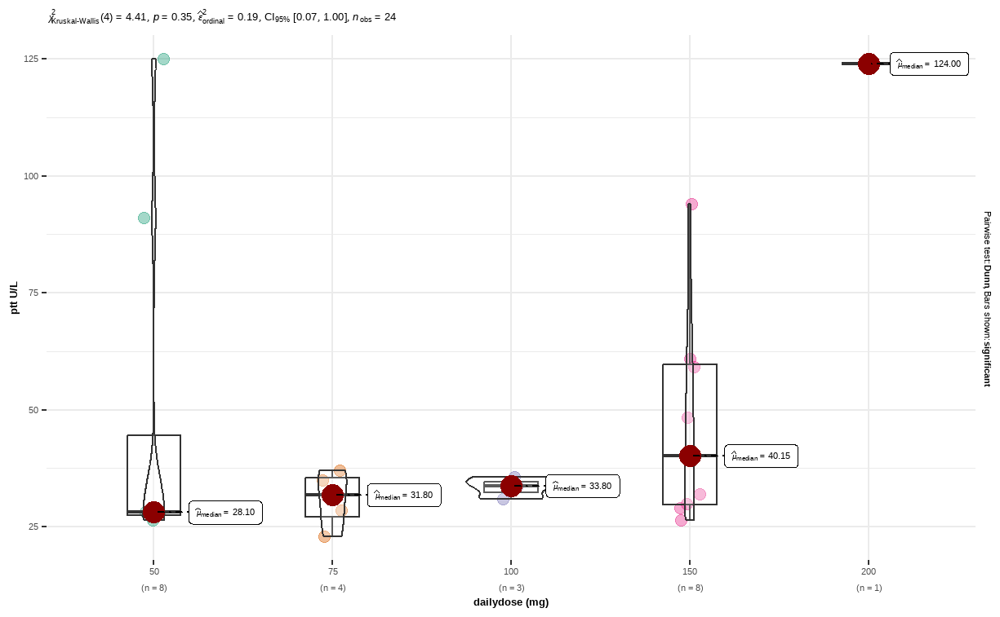 χ²Kruskal-Wallis(4) = 4.41, p = 0.35, ε̂²ordinal = 0.19, CI95% [0.07, 1.00], nobs = 24
125
100
75
50
25
ptt U/L
μ̂median = 124.00
μ̂median = 40.15
μ̂median = 33.80
μ̂median = 31.80
μ̂median = 28.10
50
(n = 8)
75
(n = 4)
100
(n = 3)
150
(n = 8)
200
(n = 1)
dailydose (mg)
Pairwise test: Dunn, Bars shown: significant